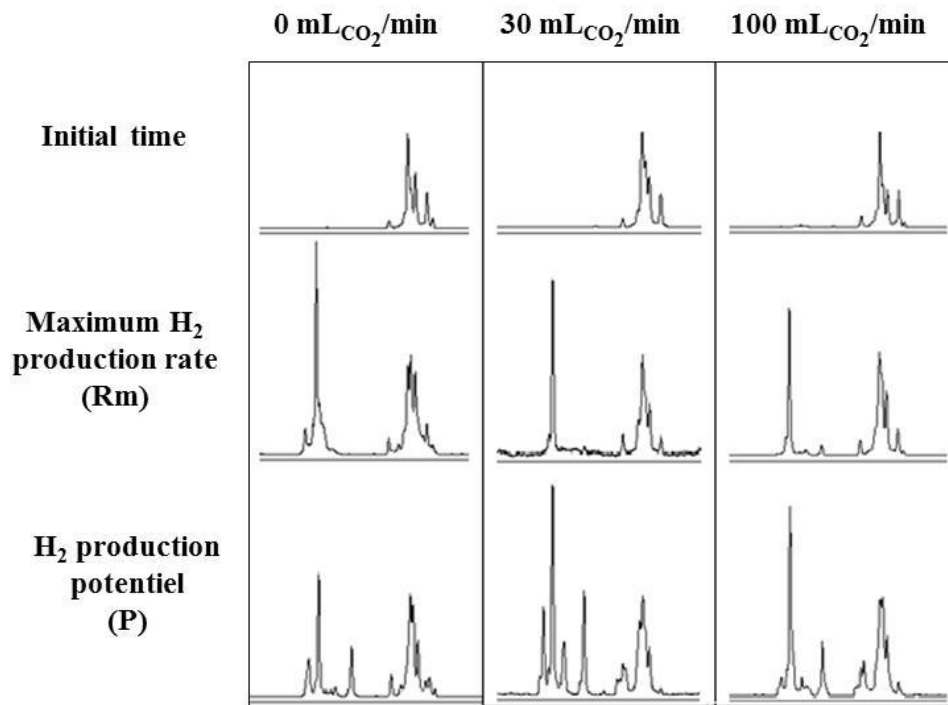 0 mL_CO₂/min 30 mL_CO₂/min 100 mL_CO₂/min
Initial time
Maximum H₂
production rate
(Rm)
H₂ production
potentiel
(P)